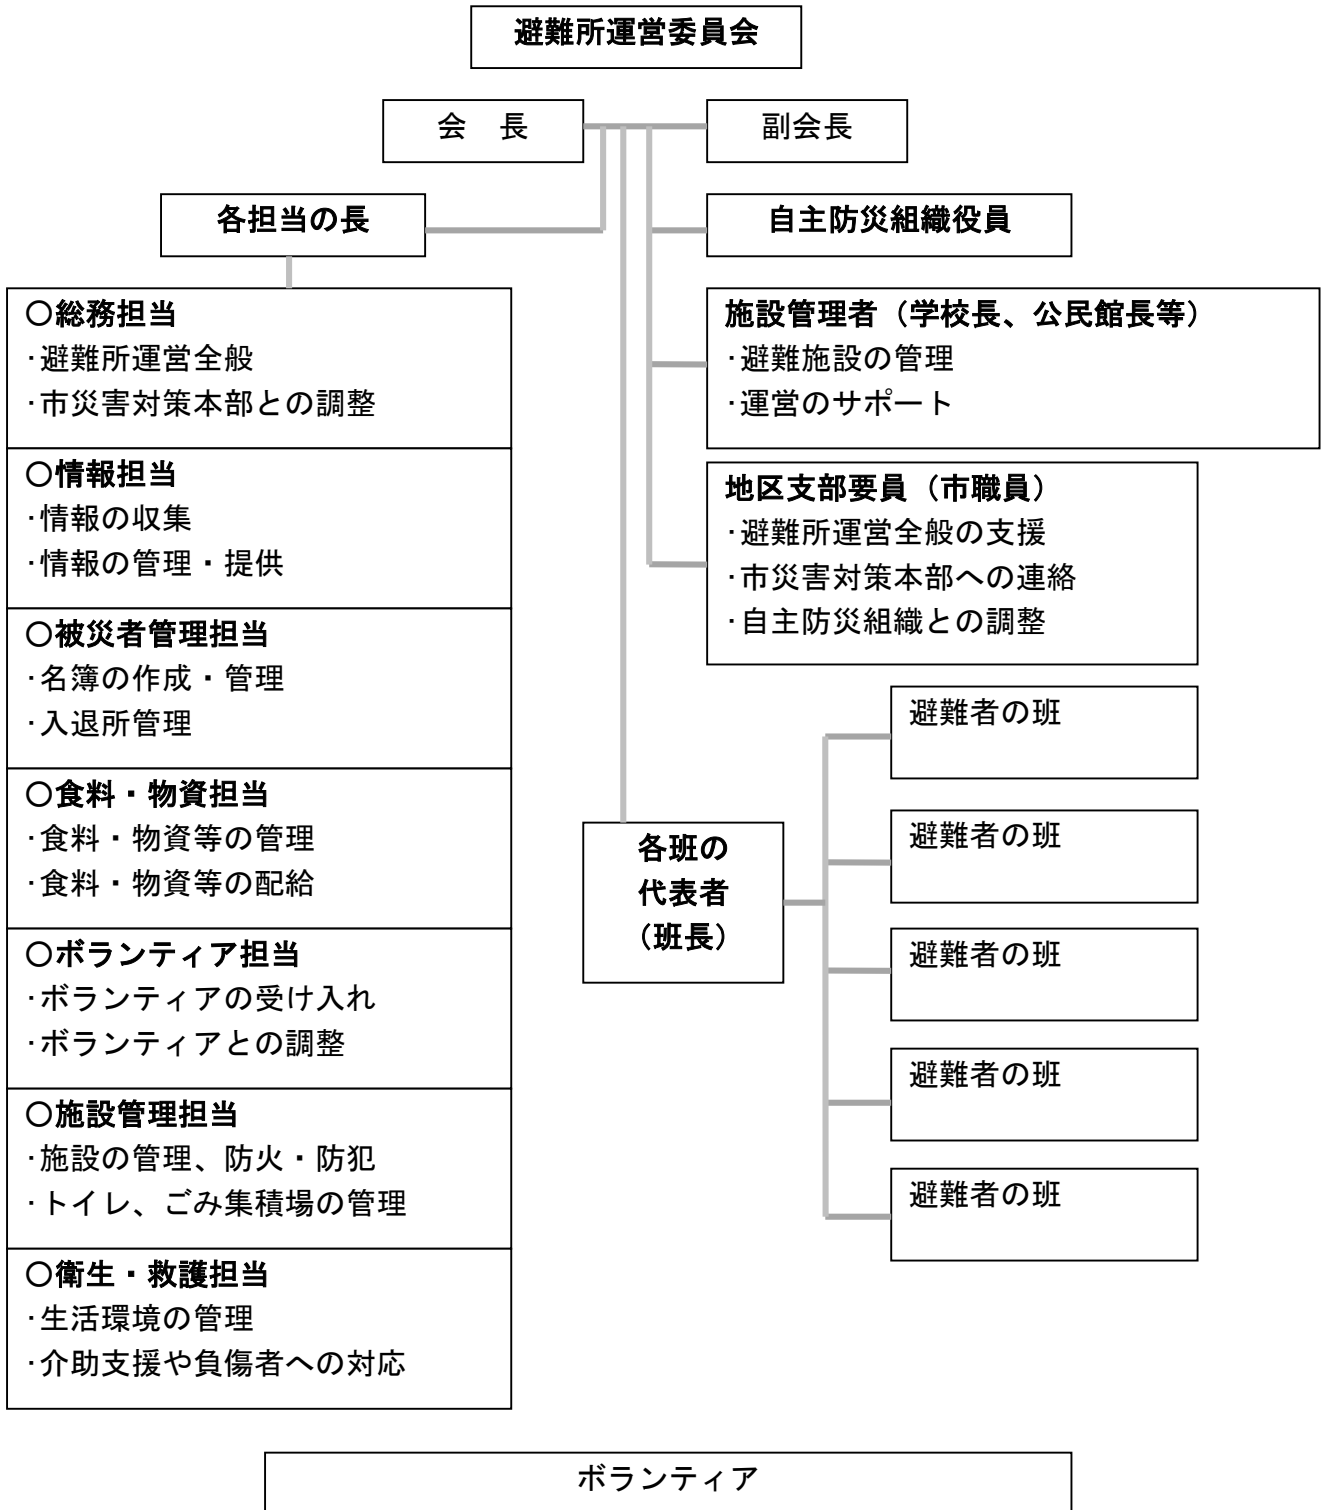 避難所運営委員会
会　長
副会長
各担当の長
自主防災組織役員
〇総務担当
・避難所運営全般
・市災害対策本部との調整
〇情報担当
・情報の収集
・情報の管理・提供
〇被災者管理担当
・名簿の作成・管理
・入退所管理
〇食料・物資担当
・食料・物資等の管理
・食料・物資等の配給
〇ボランティア担当
・ボランティアの受け入れ
・ボランティアとの調整
〇施設管理担当
・施設の管理、防火・防犯
・トイレ、ごみ集積場の管理
〇衛生・救護担当
・生活環境の管理
・介助支援や負傷者への対応
施設管理者（学校長、公民館長等）
・避難施設の管理
・運営のサポート
地区支部要員（市職員）
・避難所運営全般の支援
・市災害対策本部への連絡
・自主防災組織との調整
各班の
代表者
（班長）
避難者の班
避難者の班
避難者の班
避難者の班
避難者の班
ボランティア